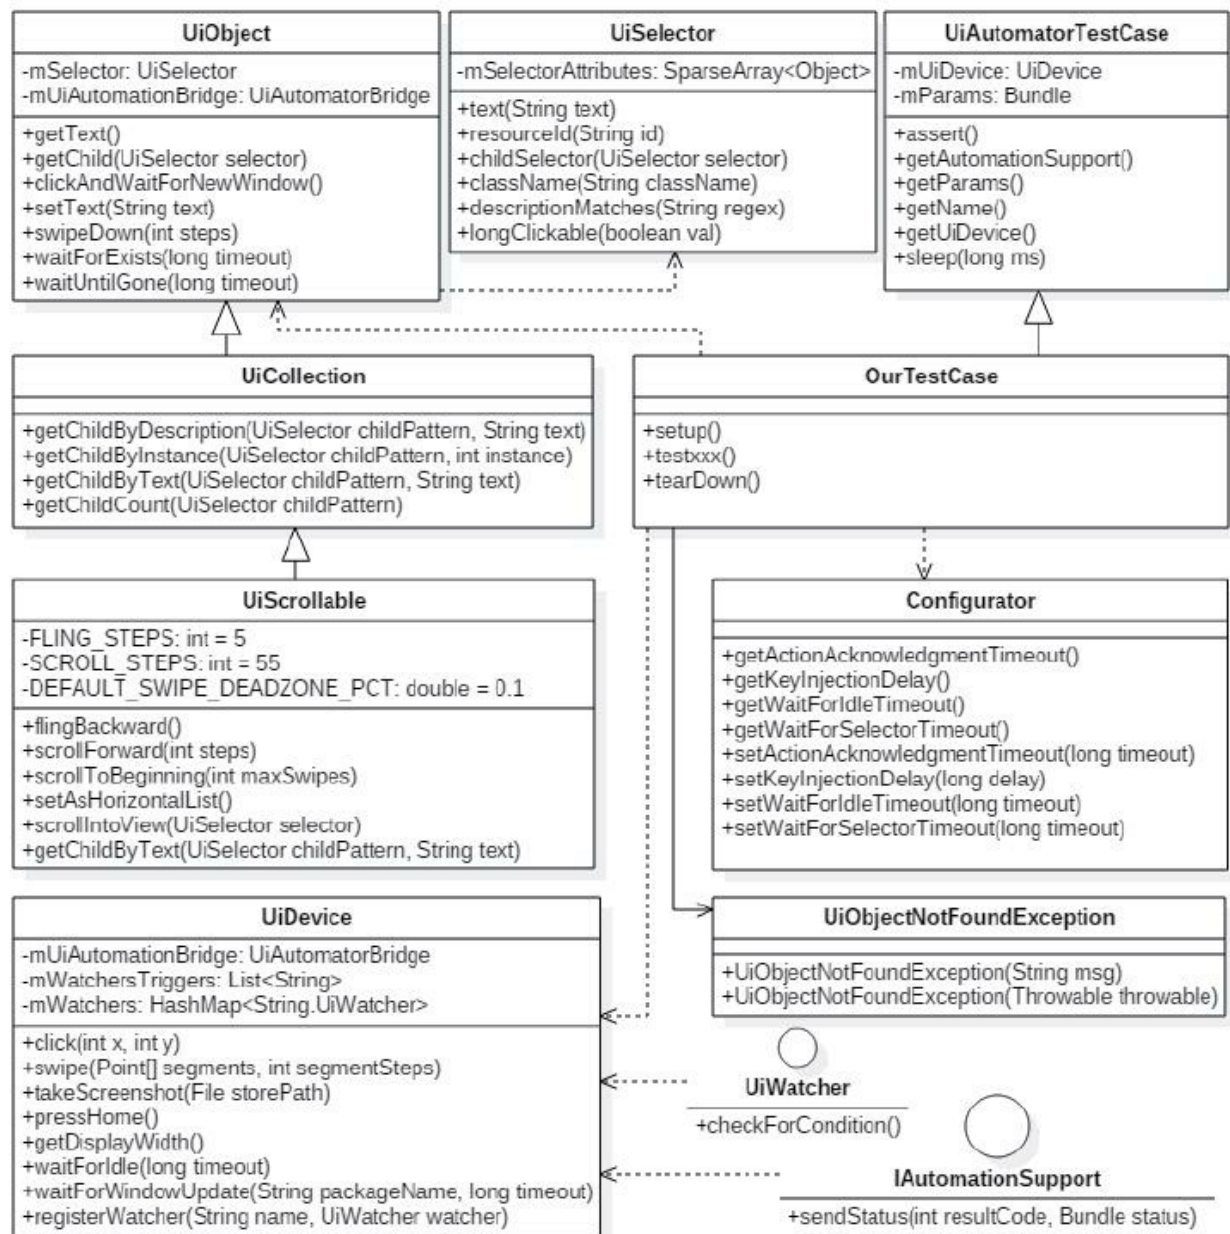 UiObject
-mSelector: UiSelector
-mUiAutomationBridge: UiAutomatorBridge
+getText()
+getChild(UiSelector selector)
+clickAndWaitForNewWindow()
+setText(String text)
+swipeDown(int steps)
+waitForExists(long timeout)
+waitUntilGone(long timeout)
UiSelector
-mSelectorAttributes: SparseArray<Object>
+text(String text)
+resourceId(String id)
+childSelector(UiSelector selector)
+className(String className)
+descriptionMatches(String regex)
+longClickable(boolean val)
UiAutomatorTestCase
-mUiDevice: UiDevice
-mParams: Bundle
+assert()
+getAutomationSupport()
+getParams()
+getName()
+getUiDevice()
+sleep(long ms)
UiCollection
+getChildByDescription(UiSelector childPattern, String text)
+getChildByInstance(UiSelector childPattern, int instance)
+getChildByText(UiSelector childPattern, String text)
+getChildCount(UiSelector childPattern)
OurTestCase
+setup()
+testxxx()
+tearDown()
UiScrollable
-FLING_STEPS: int = 5
-SCROLL_STEPS: int = 55
-DEFAULT_SWIPE_DEADZONE_PCT: double = 0.1
+flingBackward()
+scrollForward(int steps)
+scrollToBeginning(int maxSwipes)
+setAsHorizontalList()
+scrollIntoView(UiSelector selector)
+getChildByText(UiSelector childPattern, String text)
Configurator
+getActionAcknowledgmentTimeout()
+getKeyInjectionDelay()
+getWaitForIdleTimeout()
+getWaitForSelectorTimeout()
+setActionAcknowledgmentTimeout(long timeout)
+setKeyInjectionDelay(long delay)
+setWaitForIdleTimeout(long timeout)
+setWaitForSelectorTimeout(long timeout)
UiDevice
-mUiAutomationBridge: UiAutomatorBridge
-mWatchersTriggers: List<String>
-mWatchers: HashMap<String.UiWatcher>
+click(int x, int y)
+swipe(Point[] segments, int segmentSteps)
+takeScreenshot(File storePath)
+pressHome()
+getDisplayWidth()
+waitForIdle(long timeout)
+waitForWindowUpdate(String packageName, long timeout)
+registerWatcher(String name, UiWatcher watcher)
UiObjectNotFoundException
+UiObjectNotFoundException(String msg)
+UiObjectNotFoundException(Throwable throwable)
UiWatcher
+checkForCondition()
IAutomationSupport
+sendStatus(int resultCode, Bundle status)